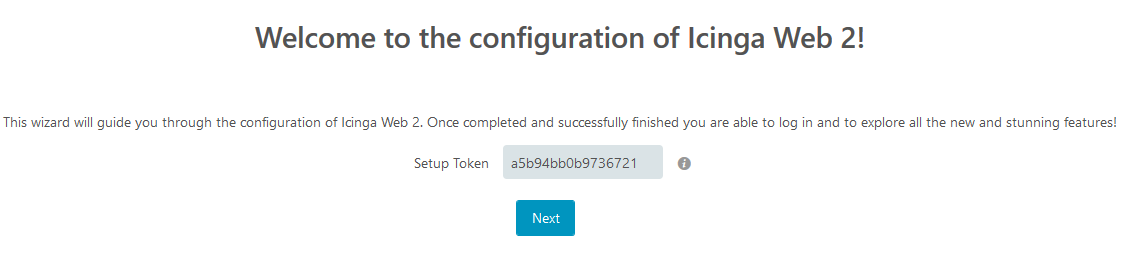 Welcome to the configuration of Icinga Web 2!
This wizard will guide you through the configuration of Icinga Web 2. Once completed and successfully finished you are able to log in and to explore all the new and stunning features!
Setup Token a5b94bb0b9736721
Next